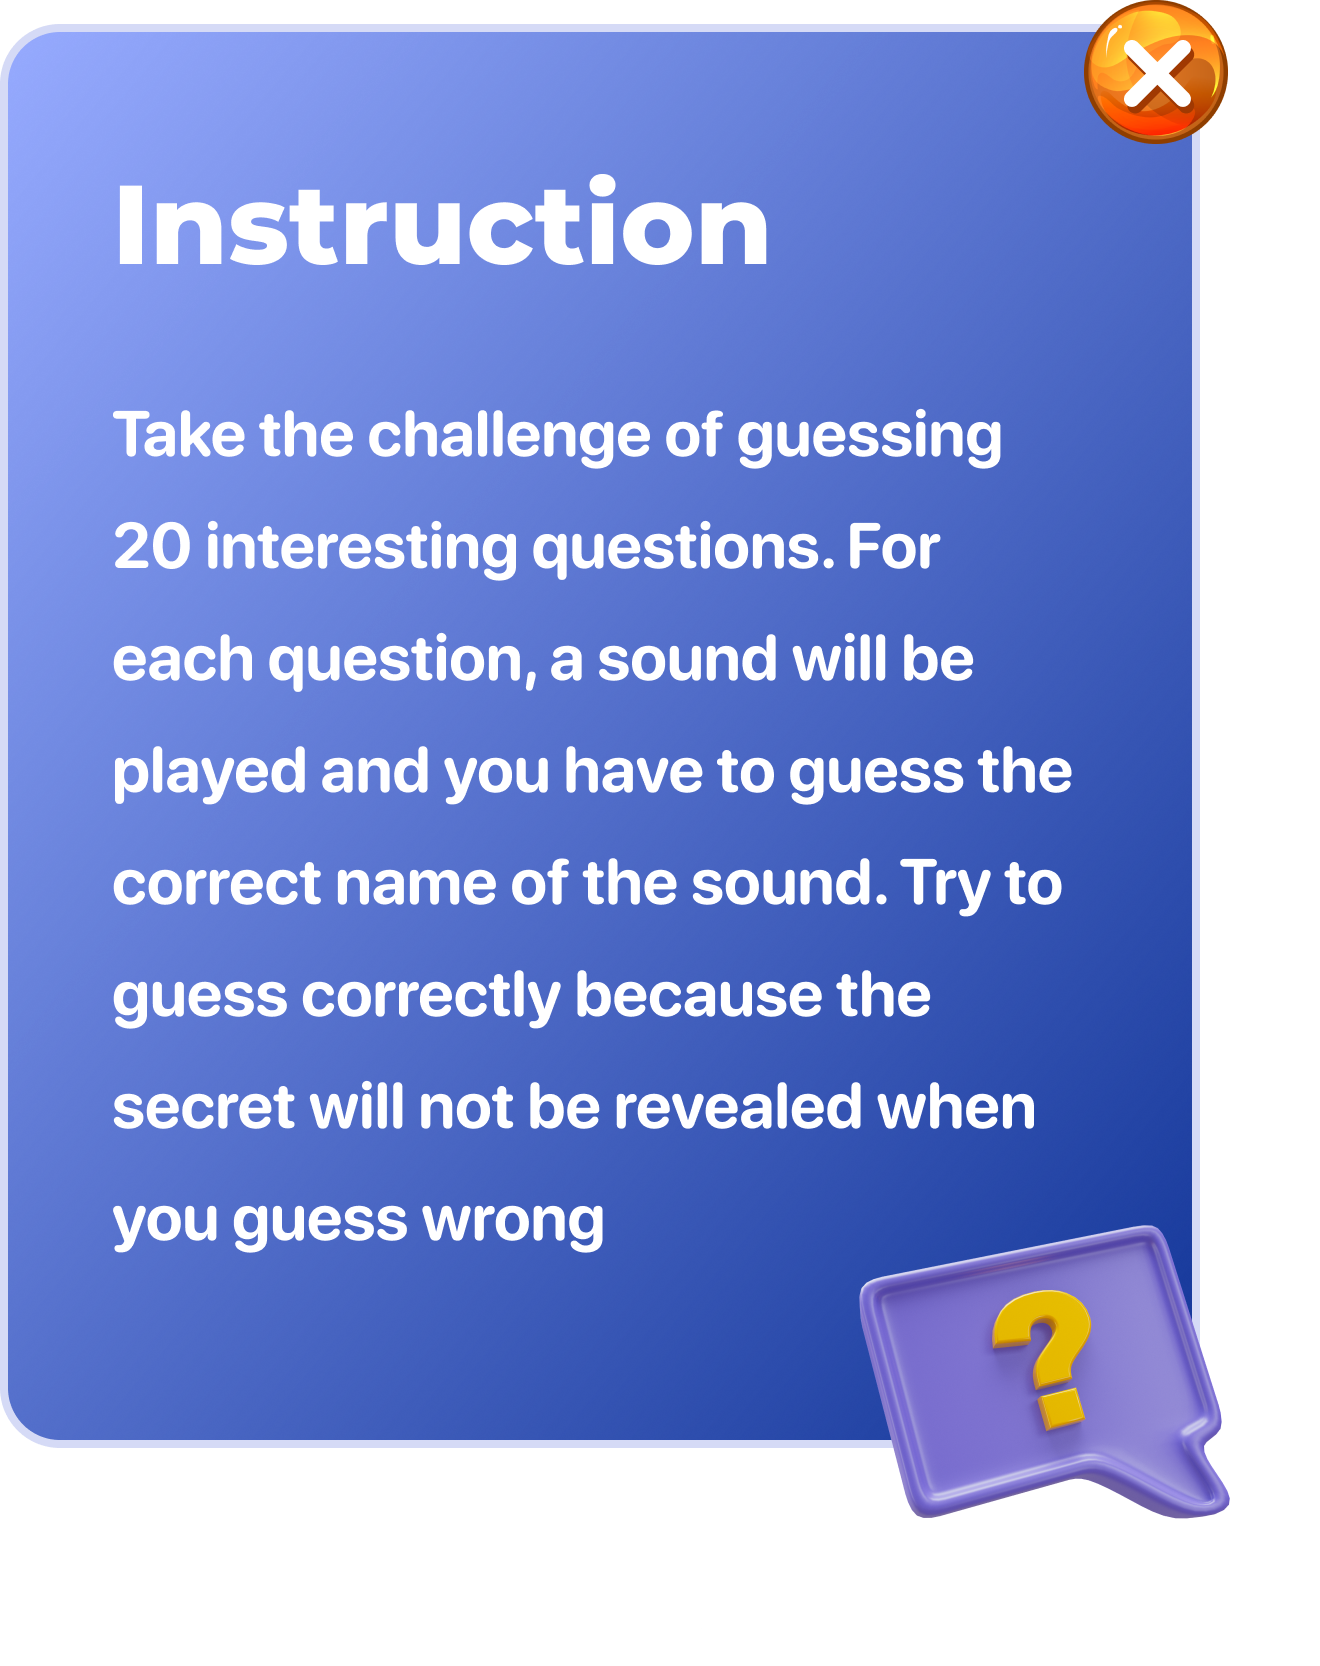 Instruction
Take the challenge of guessing
20 interesting questions. For
each question, a sound will be
played and you have to guess the
correct name of the sound. Try to
guess correctly because the
secret will not be revealed when
you guess wrong
?